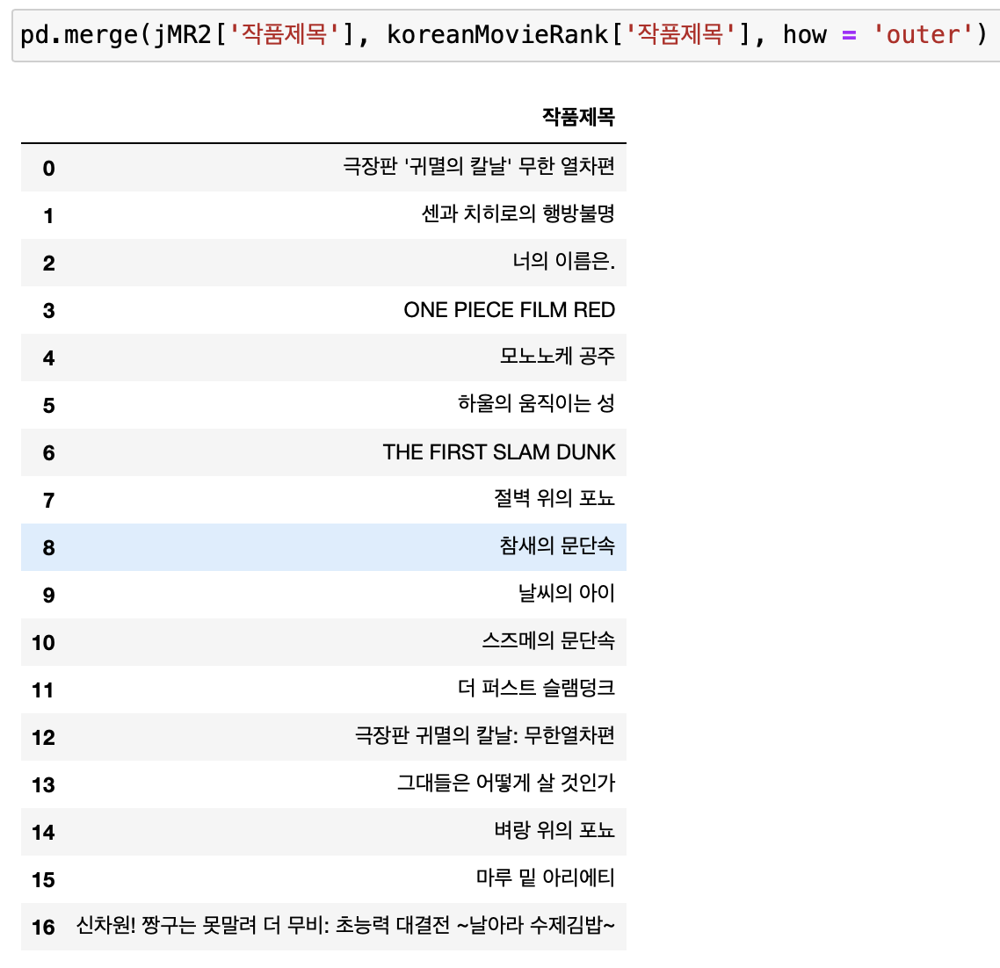 pd.merge(jMR2['작품제목'], koreanMovieRank['작품제목'], how = 'outer')
작품제목
0 극장판 '귀멸의 칼날' 무한 열차편
1 센과 치히로의 행방불명
2 너의 이름은.
3 ONE PIECE FILM RED
4 모노노케 공주
5 하울의 움직이는 성
6 THE FIRST SLAM DUNK
7 절벽 위의 포뇨
8 참새의 문단속
9 날씨의 아이
10 스즈메의 문단속
11 더 퍼스트 슬램덩크
12 극장판 귀멸의 칼날: 무한열차편
13 그대들은 어떻게 살 것인가
14 벼랑 위의 포뇨
15 마루 밑 아리에티
16 신차원! 짱구는 못말려 더 무비: 초능력 대결전 ~날아라 수제김밥~